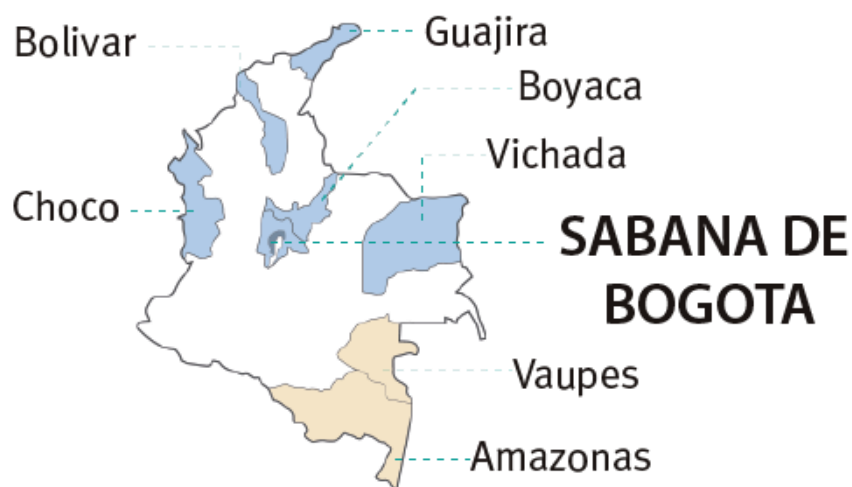 Bolivar
Guajira
Boyaca
Vichada
Choco
SABANA DE
BOGOTA
Vaupes
Amazonas